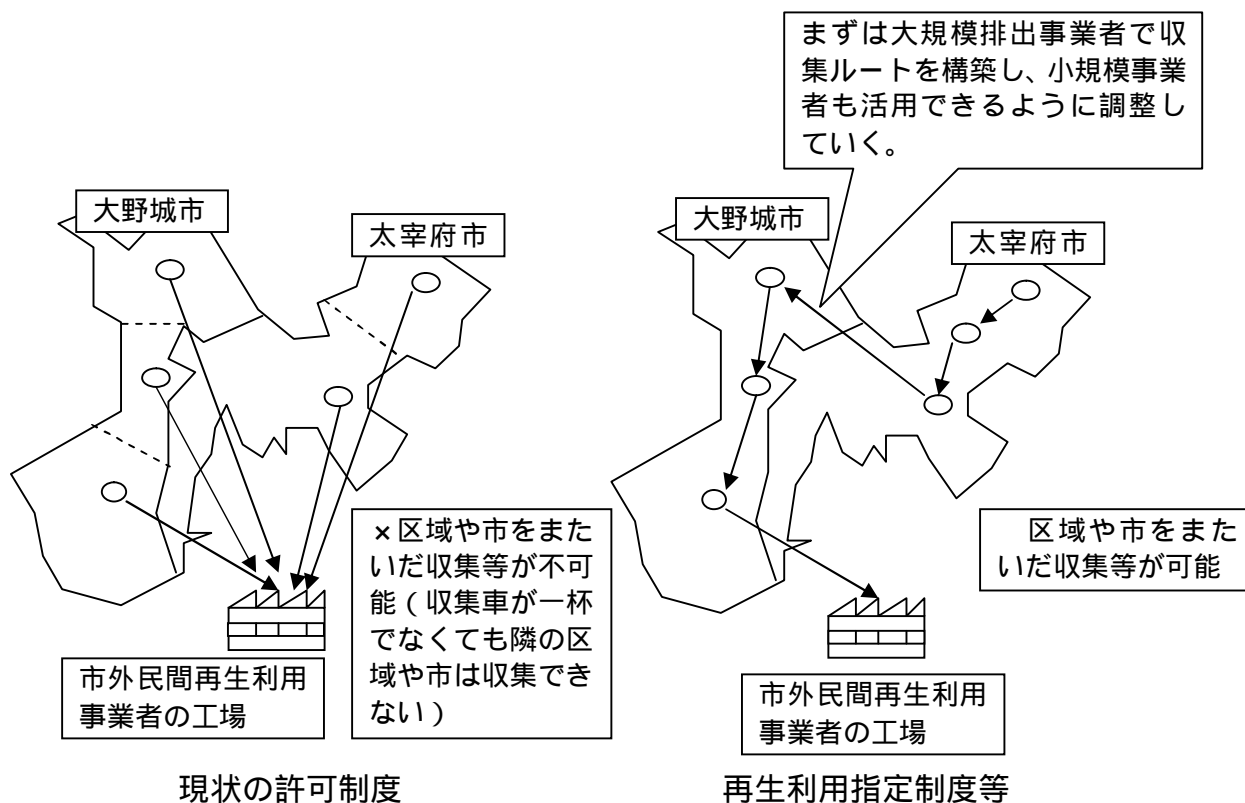 まずは大規模排出事業者で収
集ルートを構築し、小規模事業
者も活用できるように調整し
ていく。
大野城市
太宰府市
×区域や市をまた
いだ収集等が不可
能（収集車が一杯
でなくても隣の区
域や市は収集でき
ない）
市外民間再生利用
事業者の工場
現状の許可制度
大野城市
太宰府市
区域や市をまた
いだ収集等が可能
市外民間再生利用
事業者の工場
再生利用指定制度等